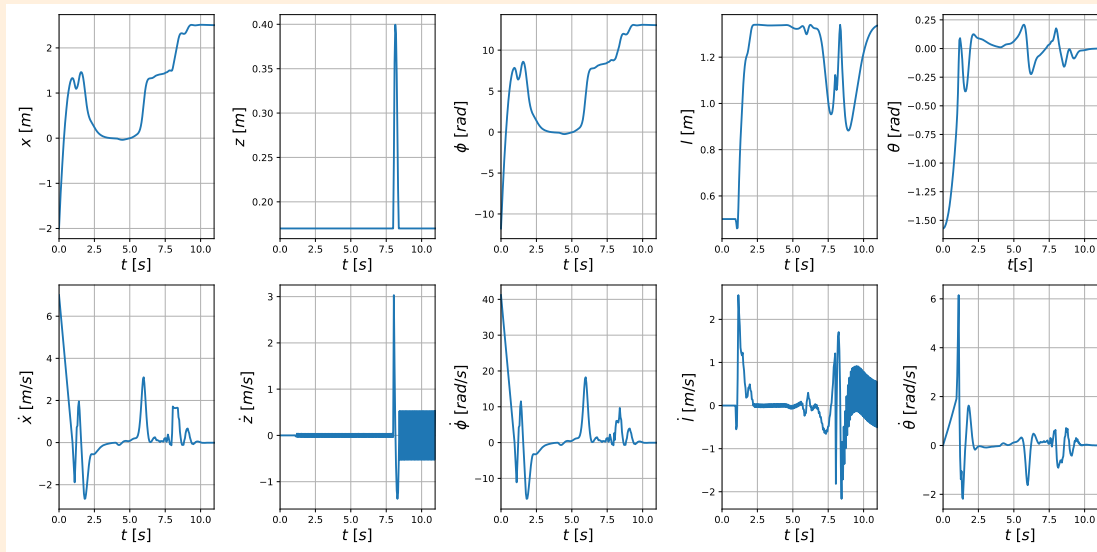 x [m]
2
1
0
−1
−2
0.0 2.5 5.0 7.5 10.0
t [s]
z [m]
0.40
0.35
0.30
0.25
0.20
0.0 2.5 5.0 7.5 10.0
t [s]
ϕ [rad]
10
5
0
−5
−10
0.0 2.5 5.0 7.5 10.0
t [s]
l [m]
1.2
1.0
0.8
0.6
0.0 2.5 5.0 7.5 10.0
t [s]
θ [rad]
0.25
0.00
−0.25
−0.50
−0.75
−1.00
−1.25
−1.50
0.0 2.5 5.0 7.5 10.0
t[s]
ẋ [m/s]
6
4
2
0
−2
0.0 2.5 5.0 7.5 10.0
t [s]
ż [m/s]
3
2
1
0
−1
0.0 2.5 5.0 7.5 10.0
t [s]
ϕ̇ [rad/s]
40
30
20
10
0
−10
0.0 2.5 5.0 7.5 10.0
t [s]
l̇ [m/s]
2
1
0
−1
−2
0.0 2.5 5.0 7.5 10.0
t [s]
θ̇ [rad/s]
6
4
2
0
−2
0.0 2.5 5.0 7.5 10.0
t [s]